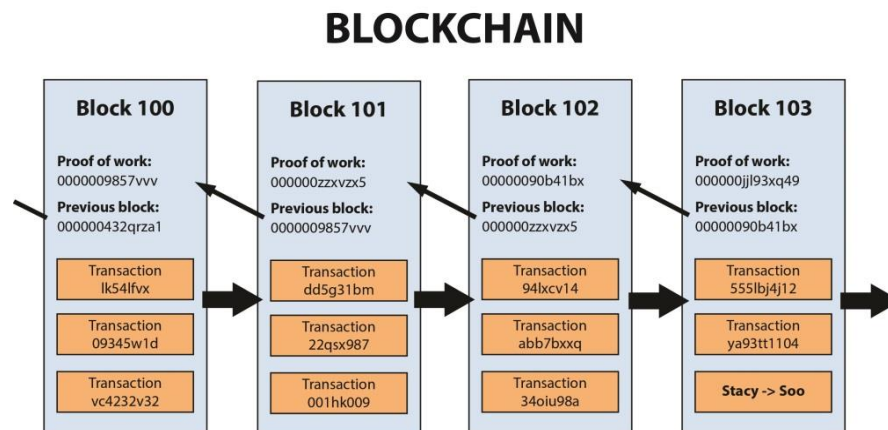 BLOCKCHAIN
Block 100
Proof of work:
0000009857vvv
Previous block:
000000432qrza1
Transaction
lk54lfvx
Transaction
09345w1d
Transaction
vc4232v32
Block 101
Proof of work:
000000zzxvzx5
Previous block:
0000009857vvv
Transaction
dd5g31bm
Transaction
22qsx987
Transaction
001hk009
Block 102
Proof of work:
00000090b41bx
Previous block:
000000zzxvzx5
Transaction
94lxcv14
Transaction
abb7bxxq
Transaction
34oiu98a
Block 103
Proof of work:
000000jjl93xq49
Previous block:
00000090b41bx
Transaction
555lbj4j12
Transaction
ya93tt1104
Stacy -> Soo